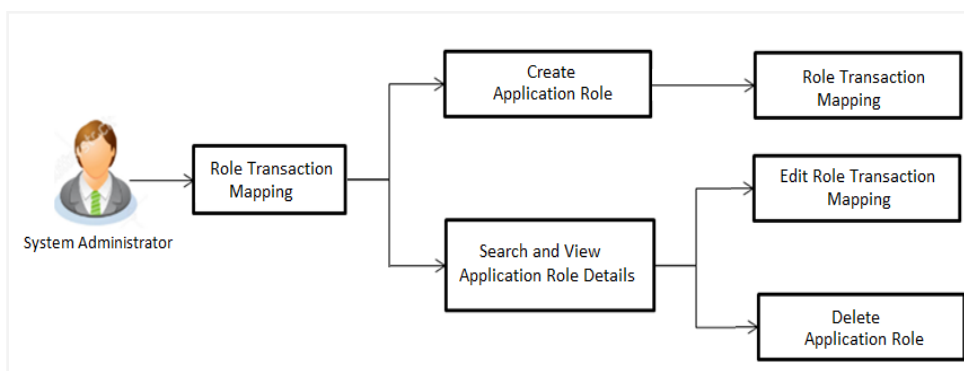 System Administrator
Role Transaction
Mapping
Create
Application Role
Role Transaction
Mapping
Search and View
Application Role Details
Edit Role Transaction
Mapping
Delete
Application Role